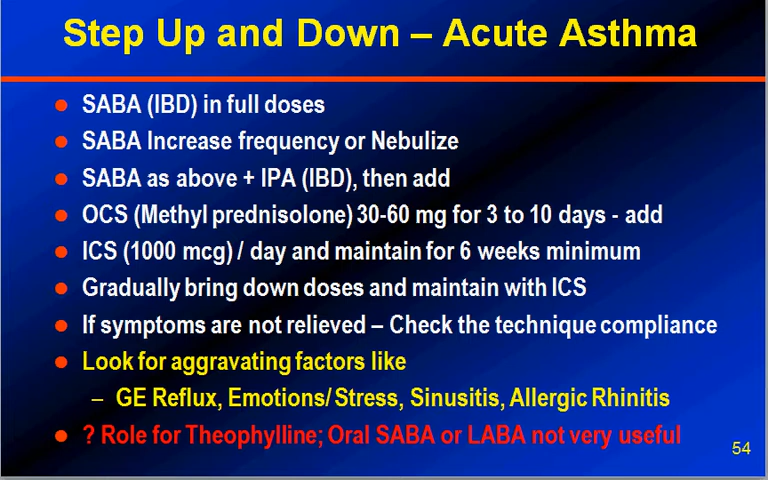 Step Up and Down – Acute Asthma
● SABA (IBD) in full doses
● SABA Increase frequency or Nebulize
● SABA as above + IPA (IBD), then add
● OCS (Methyl prednisolone) 30-60 mg for 3 to 10 days - add
● ICS (1000 mcg) / day and maintain for 6 weeks minimum
● Gradually bring down doses and maintain with ICS
● If symptoms are not relieved – Check the technique compliance
● Look for aggravating factors like
– GE Reflux, Emotions/ Stress, Sinusitis, Allergic Rhinitis
● ? Role for Theophylline; Oral SABA or LABA not very useful
54